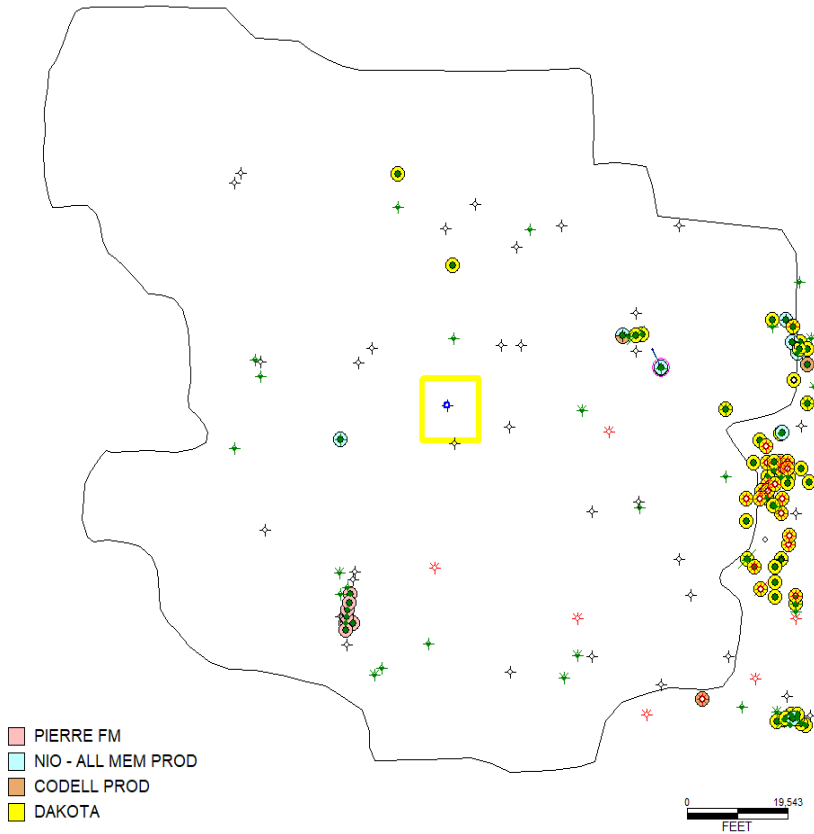 PIERRE FM
NIO - ALL MEM PROD
CODELL PROD
DAKOTA
0 19,543
FEET